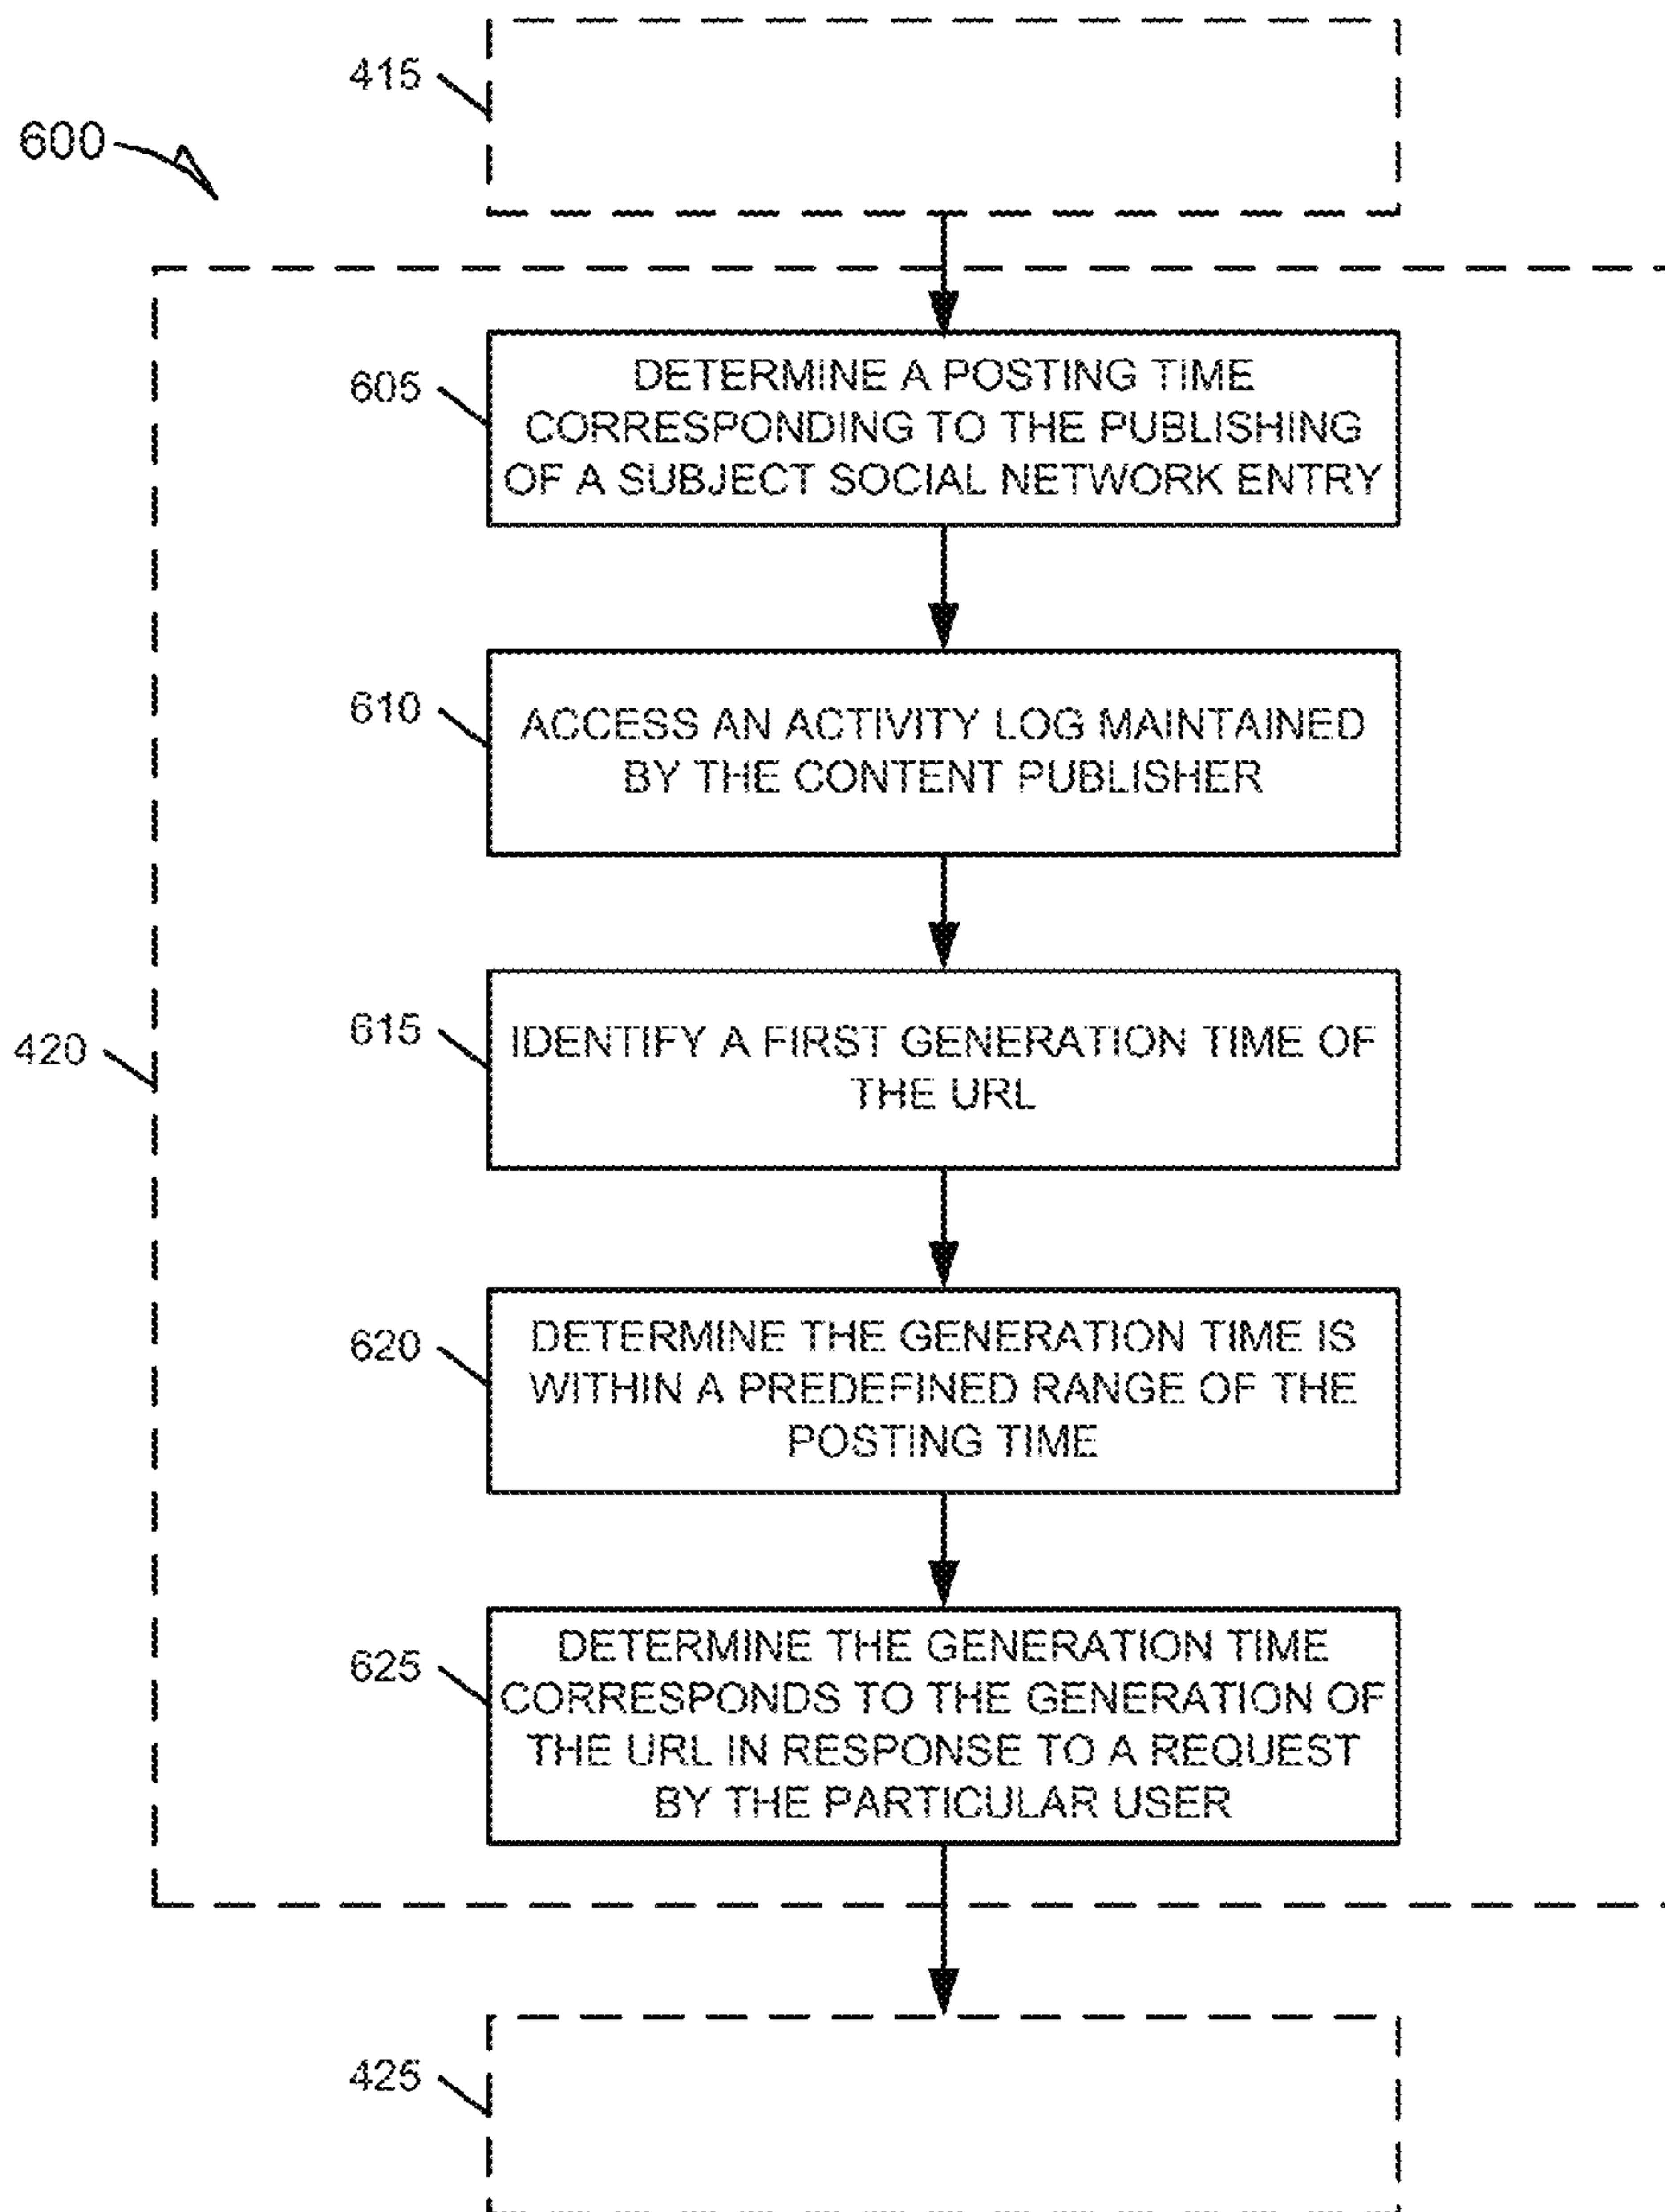 415
600
605
DETERMINE A POSTING TIME
CORRESPONDING TO THE PUBLISHING
OF A SUBJECT SOCIAL NETWORK ENTRY
610
ACCESS AN ACTIVITY LOG MAINTAINED
BY THE CONTENT PUBLISHER
420
615
IDENTIFY A FIRST GENERATION TIME OF
THE URL
620
DETERMINE THE GENERATION TIME IS
WITHIN A PREDEFINED RANGE OF THE
POSTING TIME
625
DETERMINE THE GENERATION TIME
CORRESPONDS TO THE GENERATION OF
THE URL IN RESPONSE TO A REQUEST
BY THE PARTICULAR USER
425